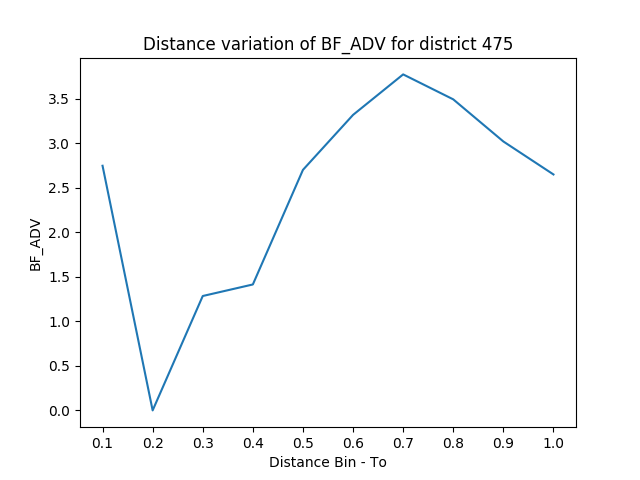 Distance variation of BF_ADV for district 475
BF_ADV
3.5
3.0
2.5
2.0
1.5
1.0
0.5
0.0
0.1 0.2 0.3 0.4 0.5 0.6 0.7 0.8 0.9 1.0
Distance Bin - To